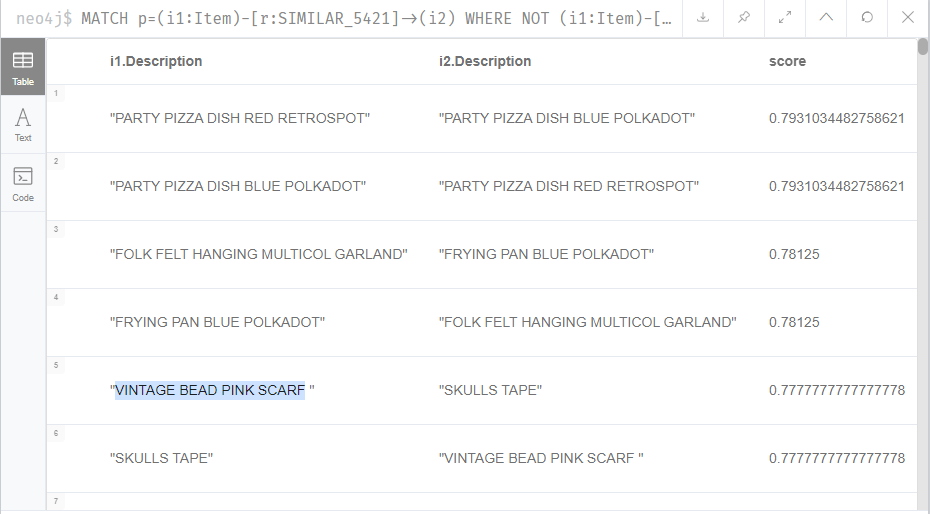 neo4j$ MATCH p=(i1:Item)-[r:SIMILAR_5421]→(i2) WHERE NOT (i1:Item)-[…
Table
Text
Code
i1.Description i2.Description score
1
"PARTY PIZZA DISH RED RETROSPOT" "PARTY PIZZA DISH BLUE POLKADOT" 0.7931034482758621
2
"PARTY PIZZA DISH BLUE POLKADOT" "PARTY PIZZA DISH RED RETROSPOT" 0.7931034482758621
3
"FOLK FELT HANGING MULTICOL GARLAND" "FRYING PAN BLUE POLKADOT" 0.78125
4
"FRYING PAN BLUE POLKADOT" "FOLK FELT HANGING MULTICOL GARLAND" 0.78125
5
"VINTAGE BEAD PINK SCARF " "SKULLS TAPE" 0.7777777777777778
6
"SKULLS TAPE" "VINTAGE BEAD PINK SCARF " 0.7777777777777778
7